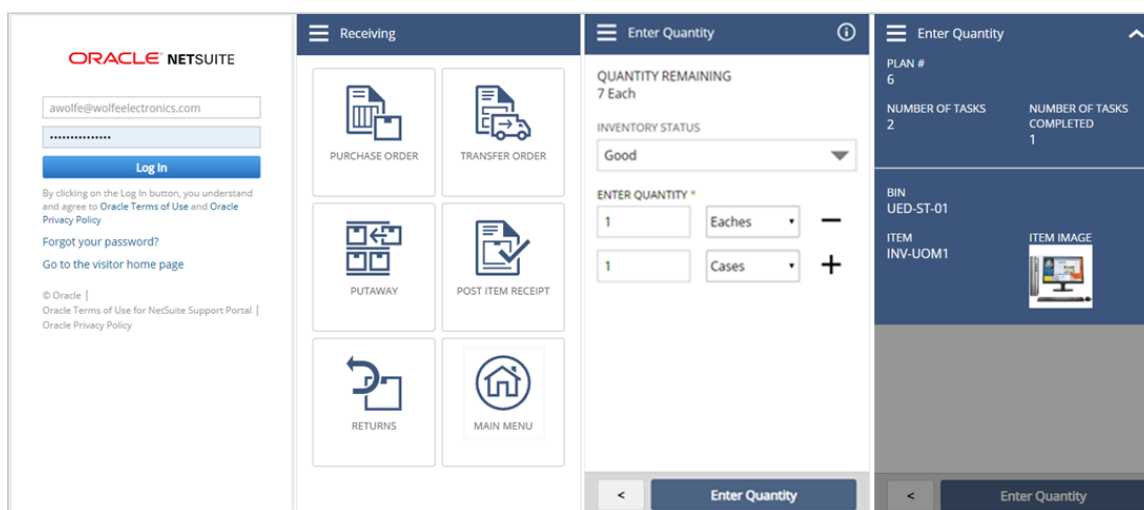 ORACLE NETSUITE
awolfe@wolfeelectronics.com
•••••••••••••••
Log In
By clicking on the Log In button, you understand
and agree to Oracle Terms of Use and Oracle
Privacy Policy
Forgot your password?
Go to the visitor home page
© Oracle |
Oracle Terms of Use for NetSuite Support Portal |
Oracle Privacy Policy
Receiving
PURCHASE ORDER
TRANSFER ORDER
PUTAWAY
POST ITEM RECEIPT
RETURNS
MAIN MENU
Enter Quantity
QUANTITY REMAINING
7 Each
INVENTORY STATUS
Good
ENTER QUANTITY *
1 Eaches
1 Cases
< Enter Quantity
Enter Quantity
PLAN #
6
NUMBER OF TASKS
2
NUMBER OF TASKS
COMPLETED
1
BIN
UED-ST-01
ITEM
INV-UOM1
ITEM IMAGE
< Enter Quantity